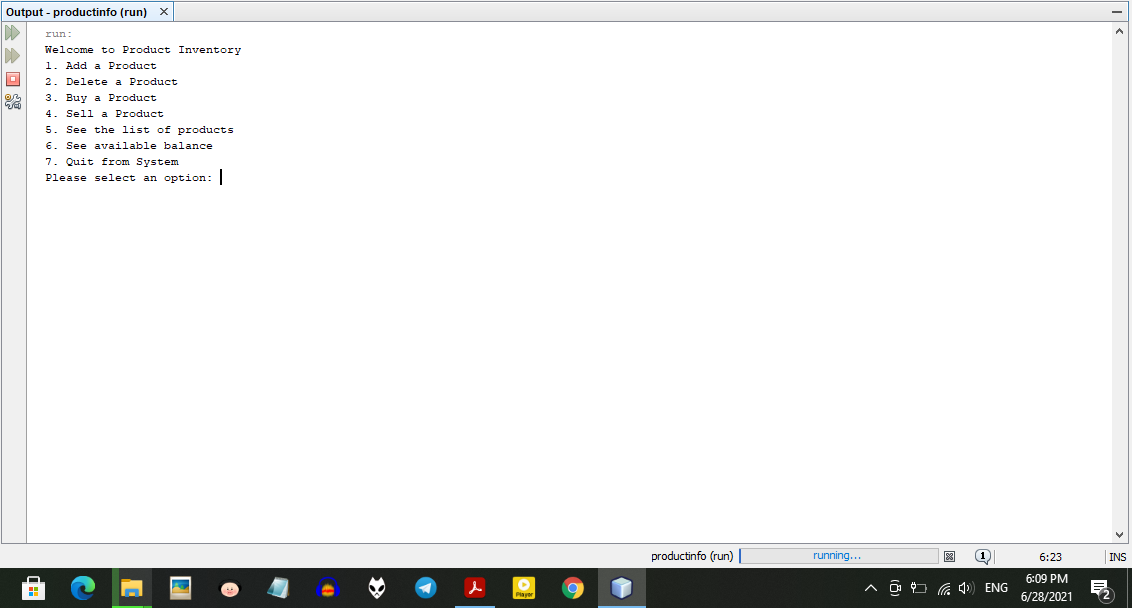 Output - productinfo (run)
run:
Welcome to Product Inventory
1. Add a Product
2. Delete a Product
3. Buy a Product
4. Sell a Product
5. See the list of products
6. See available balance
7. Quit from System
Please select an option:
productinfo (run) running... 1 6:23 INS
Player
ENG
6:09 PM
6/28/2021
2